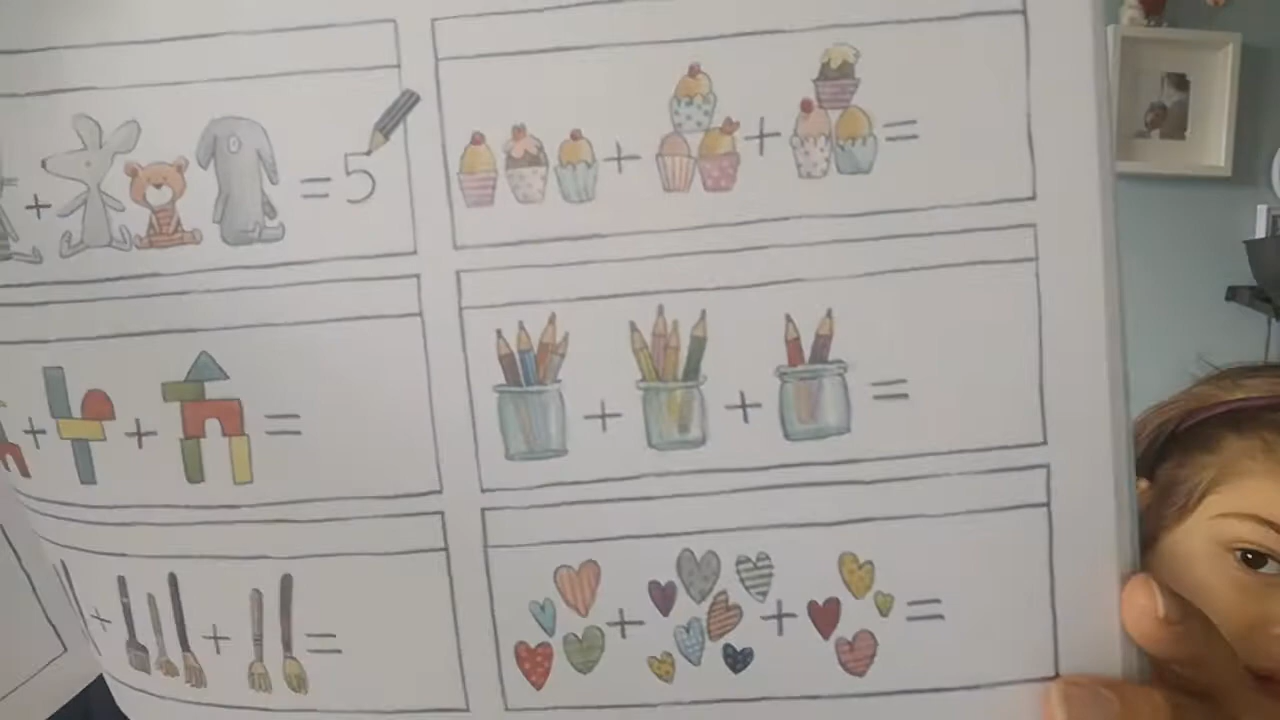 + = 5
+ + =
+ + =
+ + =
+ + =
+ + =